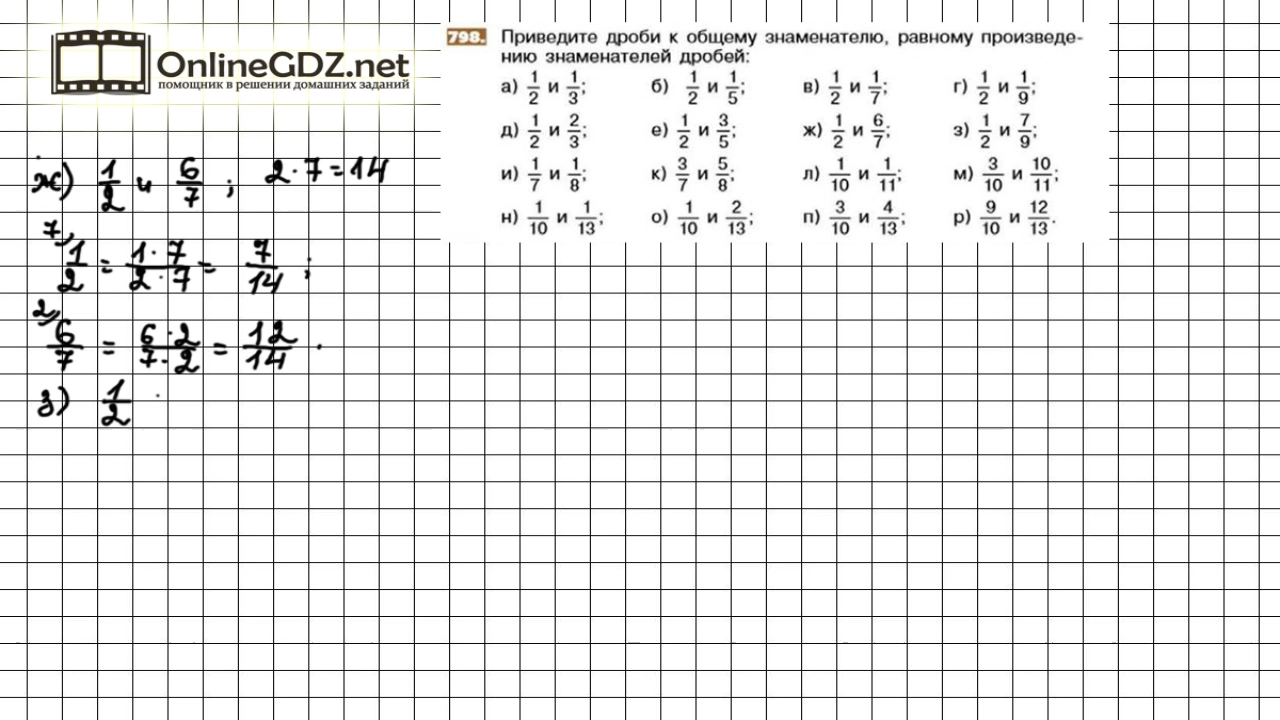 OnlineGDZ.net
помощник в решении домашних заданий
798. Приведите дроби к общему знаменателю, равному произведе-
нию знаменателей дробей:
а) 1/2 и 1/3; б) 1/2 и 1/5; в) 1/2 и 1/7; г) 1/2 и 1/9;
д) 1/2 и 2/3; е) 1/2 и 3/5; ж) 1/2 и 6/7; з) 1/2 и 7/9;
и) 1/7 и 1/8; к) 3/7 и 5/8; л) 1/10 и 1/11; м) 3/10 и 10/11;
н) 1/10 и 1/13; о) 1/10 и 2/13; п) 3/10 и 4/13; р) 9/10 и 12/13.
ж) 1/2 и 6/7; 2·7=14
7) 1/2 = 1·7/2·7 = 7/14;
2) 6/7 = 6·2/7·2 = 12/14.
з) 1/2